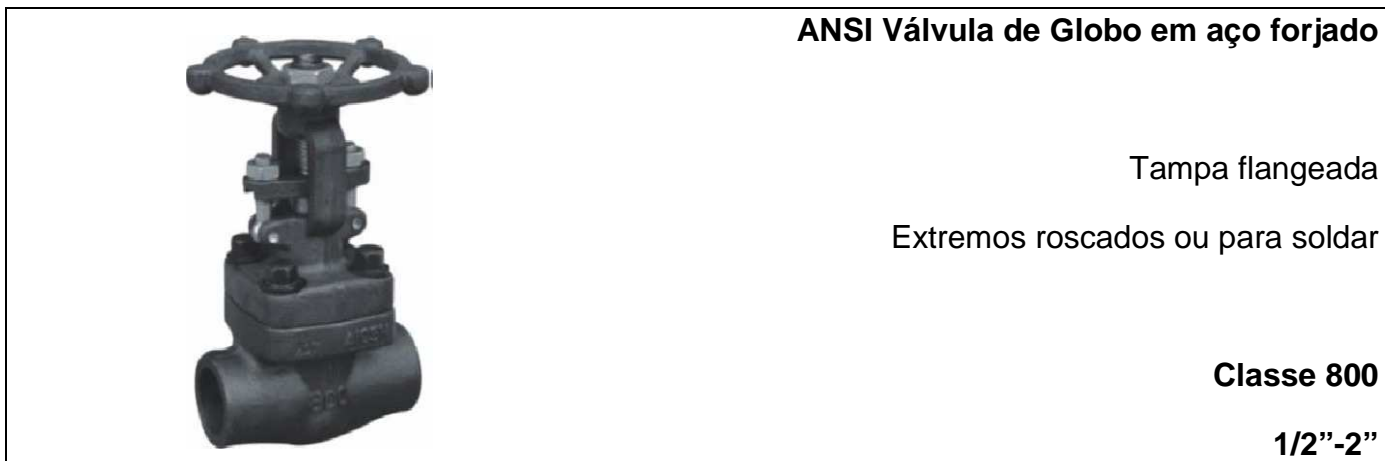 ANSI Válvula de Globo em aço forjado
Tampa flangeada
Extremos roscados ou para soldar
Classe 800
1/2”-2”
800